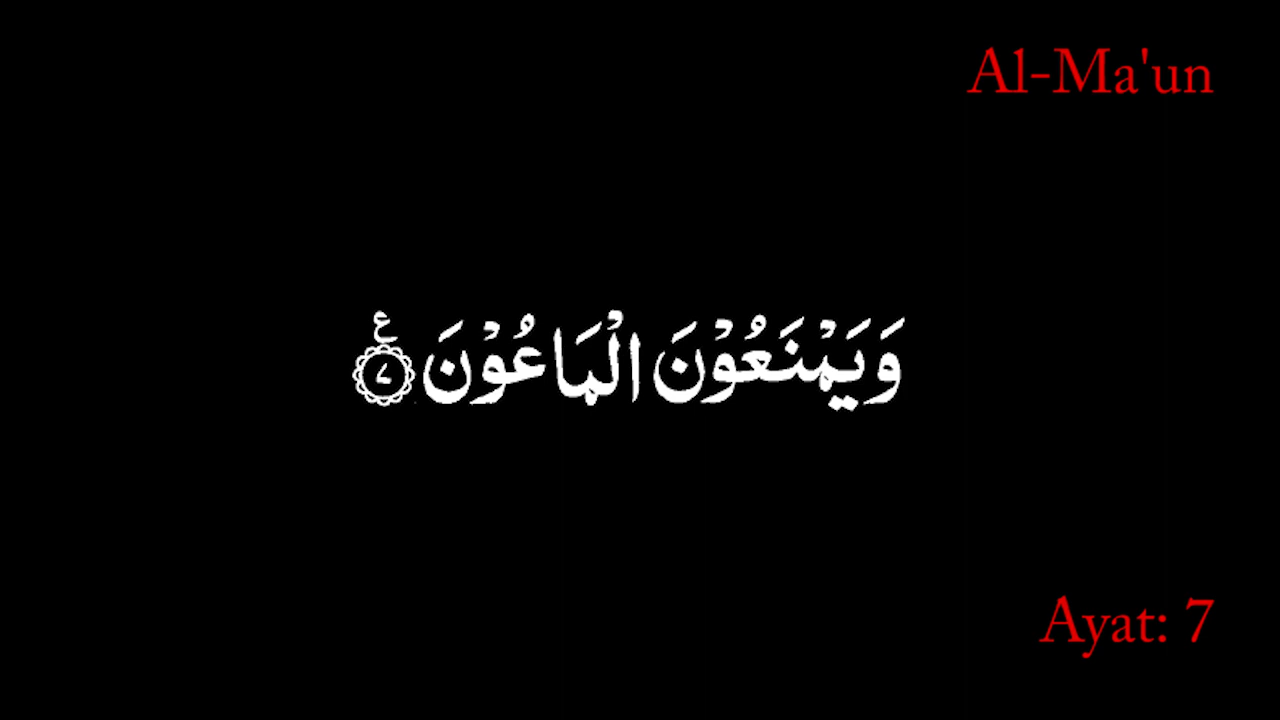 Al-Ma'un
وَيَمْنَعُوْنَ الْمَاعُوْنَ ۧ ع ٧
Ayat: 7